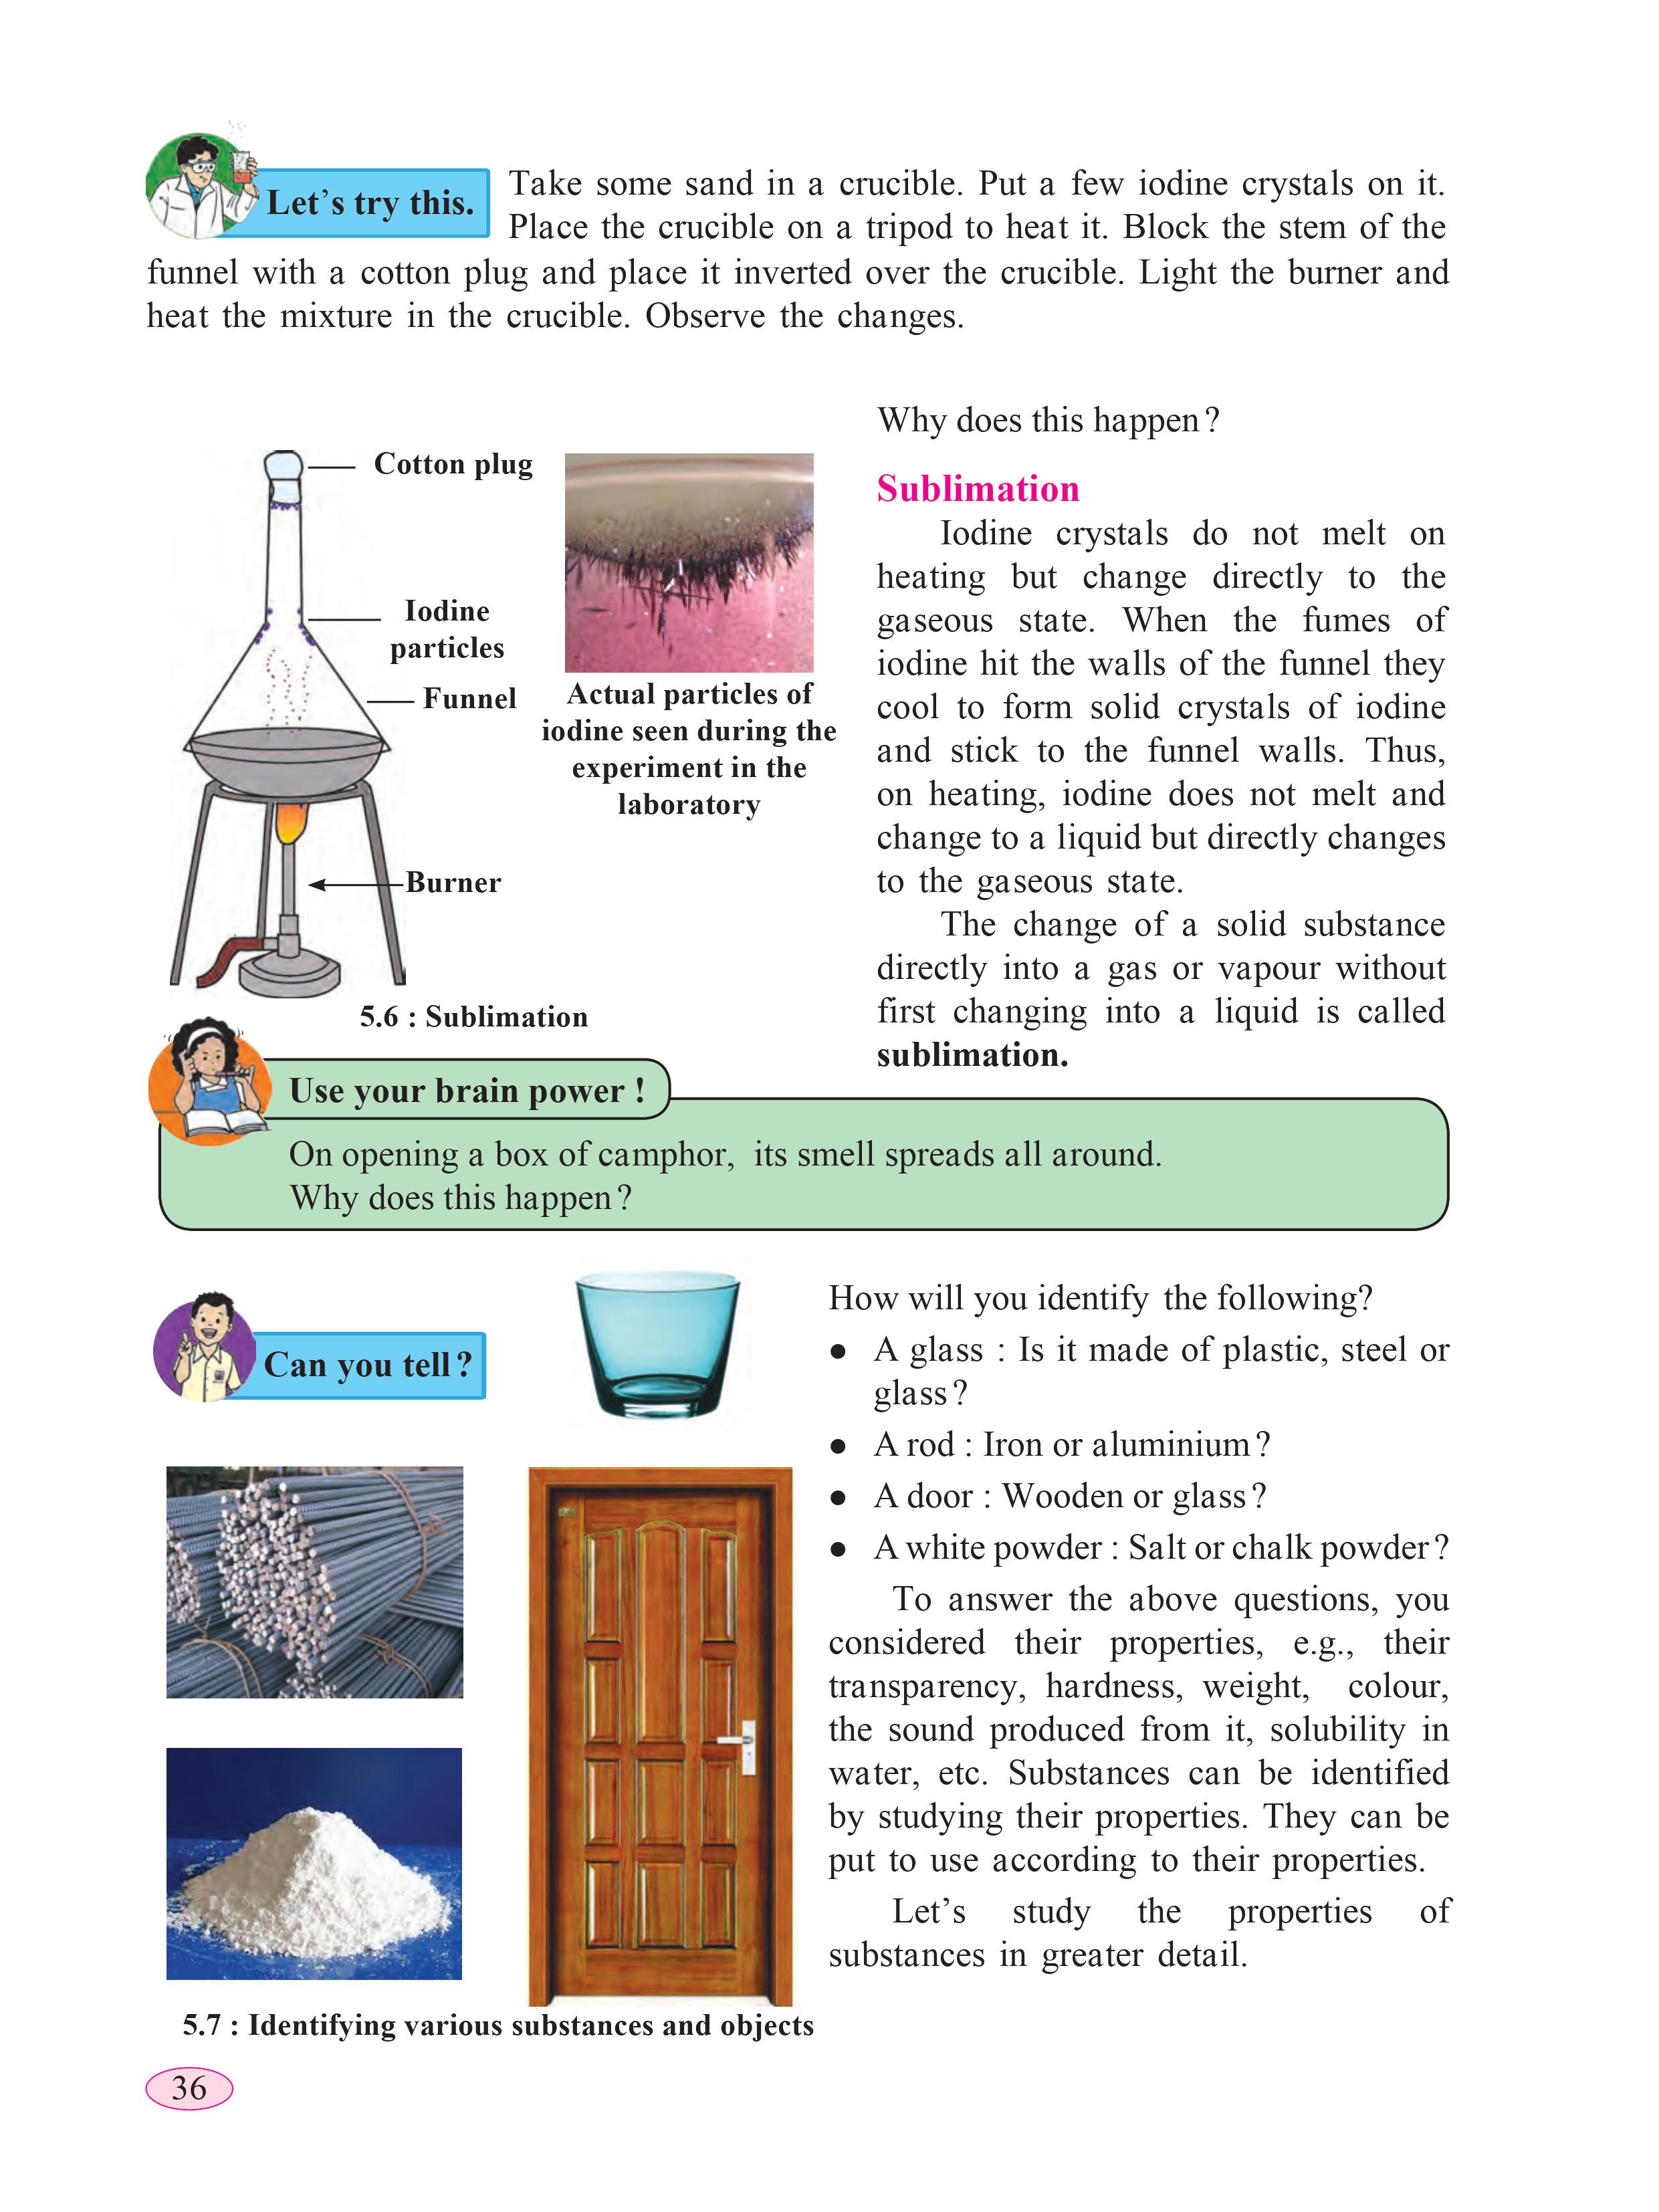 Let's try this.
Take some sand in a crucible. Put a few iodine crystals on it.
Place the crucible on a tripod to heat it. Block the stem of the
funnel with a cotton plug and place it inverted over the crucible. Light the burner and
heat the mixture in the crucible. Observe the changes.
Cotton plug
Iodine
particles
Funnel
Burner
Actual particles of
iodine seen during the
experiment in the
laboratory
5.6 : Sublimation
Why does this happen?
Sublimation
Iodine crystals do not melt on
heating but change directly to the
gaseous state. When the fumes of
iodine hit the walls of the funnel they
cool to form solid crystals of iodine
and stick to the funnel walls. Thus,
on heating, iodine does not melt and
change to a liquid but directly changes
to the gaseous state.
The change of a solid substance
directly into a gas or vapour without
first changing into a liquid is called
sublimation.
Use your brain power !
On opening a box of camphor, its smell spreads all around.
Why does this happen?
Can you tell?
How will you identify the following?
● A glass : Is it made of plastic, steel or
glass?
● A rod : Iron or aluminium?
● A door : Wooden or glass?
● A white powder : Salt or chalk powder?
To answer the above questions, you
considered their properties, e.g., their
transparency, hardness, weight, colour,
the sound produced from it, solubility in
water, etc. Substances can be identified
by studying their properties. They can be
put to use according to their properties.
Let's study the properties of
substances in greater detail.
5.7 : Identifying various substances and objects
36